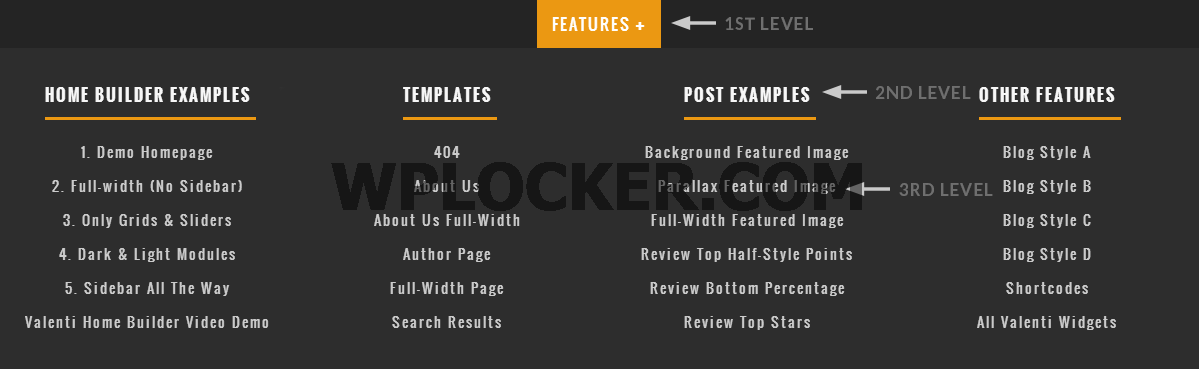 FEATURES +
1ST LEVEL
HOME BUILDER EXAMPLES
1. Demo Homepage
2. Full-width (No Sidebar)
3. Only Grids & Sliders
4. Dark & Light Modules
5. Sidebar All The Way
Valenti Home Builder Video Demo
TEMPLATES
404
About Us
About Us Full-Width
Author Page
Full-Width Page
Search Results
POST EXAMPLES
2ND LEVEL
Background Featured Image
Parallax Featured Image
3RD LEVEL
Full-Width Featured Image
Review Top Half-Style Points
Review Bottom Percentage
Review Top Stars
OTHER FEATURES
Blog Style A
Blog Style B
Blog Style C
Blog Style D
Shortcodes
All Valenti Widgets
WPLOCKER.COM